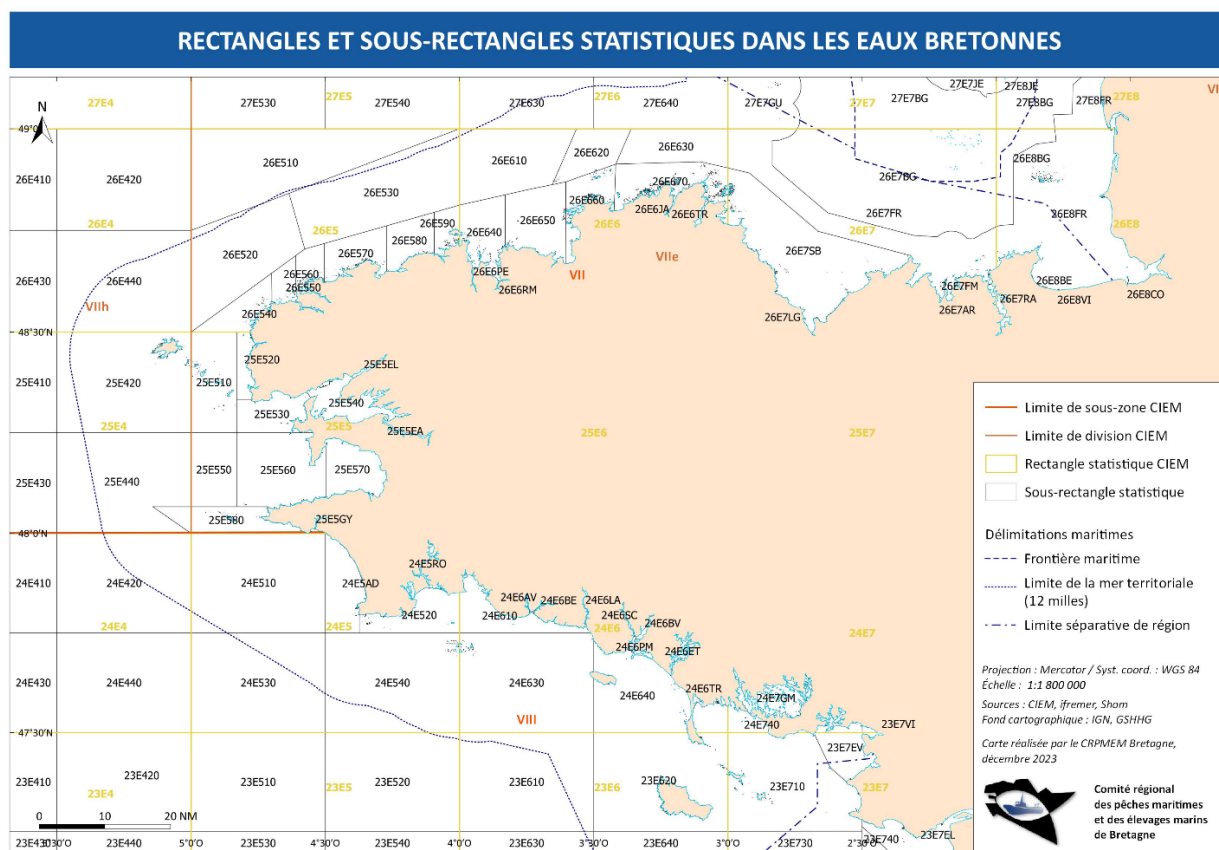 RECTANGLES ET SOUS-RECTANGLES STATISTIQUES DANS LES EAUX BRETONNES
27E4 27E530 27E5 27E540 27E630 27E6 27E640 27E7GU 27E7 27E7BG 27E7JE 27E8JE 27E8BG 27E8FR 27E8 VI
N
49°0'
26E410 26E420 26E510 26E530 26E610 26E620 26E630 26E7BG 26E8BG
26E660 26E670 26E6JA 26E6TR 26E7FR 26E8FR
26E4 26E5 26E590 26E640 26E650 26E6 26E7 26E8
26E520 26E570 26E580 VIIe 26E7SB
26E430 26E440 26E560 26E550 26E6PE 26E6RM VII 26E7FM 26E7RA 26E8BE 26E8VI 26E8CO
VIIh 26E540 26E7LG 26E7AR
48°30'N
25E410 25E420 25E510 25E520 25E5EL
25E530 25E540
25E4 25E5 25E5EA 25E6 25E7
25E430 25E440 25E550 25E560 25E570
25E580 25E5GY
48°0'N
24E410 24E420 24E510 24E5AD 24E5RO
24E520 24E6AV 24E610 24E6BE 24E6LA 24E6SC 24E6BV
24E4 24E5 24E6 24E7
24E6PM 24E6ET
24E430 24E440 24E530 24E540 24E630 24E640 24E6TR 24E7GM
VIII 24E740 23E7VI
47°30'N
23E7EV
23E410 23E420 23E510 23E520 23E610 23E620 23E710
23E4 23E5 23E6 23E7
0 10 20 NM
23E430 5°30'O 23E440 5°0'O 23E530 4°30'O 23E540 4°0'O 23E630 3°30'O 23E640 3°0'O 23E730 2°30'O 23E740 23E7EL
Limite de sous-zone CIEM
Limite de division CIEM
Rectangle statistique CIEM
Sous-rectangle statistique
Délimitations maritimes
Frontière maritime
Limite de la mer territoriale
(12 milles)
Limite séparative de région
Projection : Mercator / Syst. coord. : WGS 84
Échelle : 1:1 800 000
Sources : CIEM, ifremer, Shom
Fond cartographique : IGN, GSHHG
Carte réalisée par le CRPMEM Bretagne,
décembre 2023
Comité régional
des pêches maritimes
et des élevages marins
de Bretagne